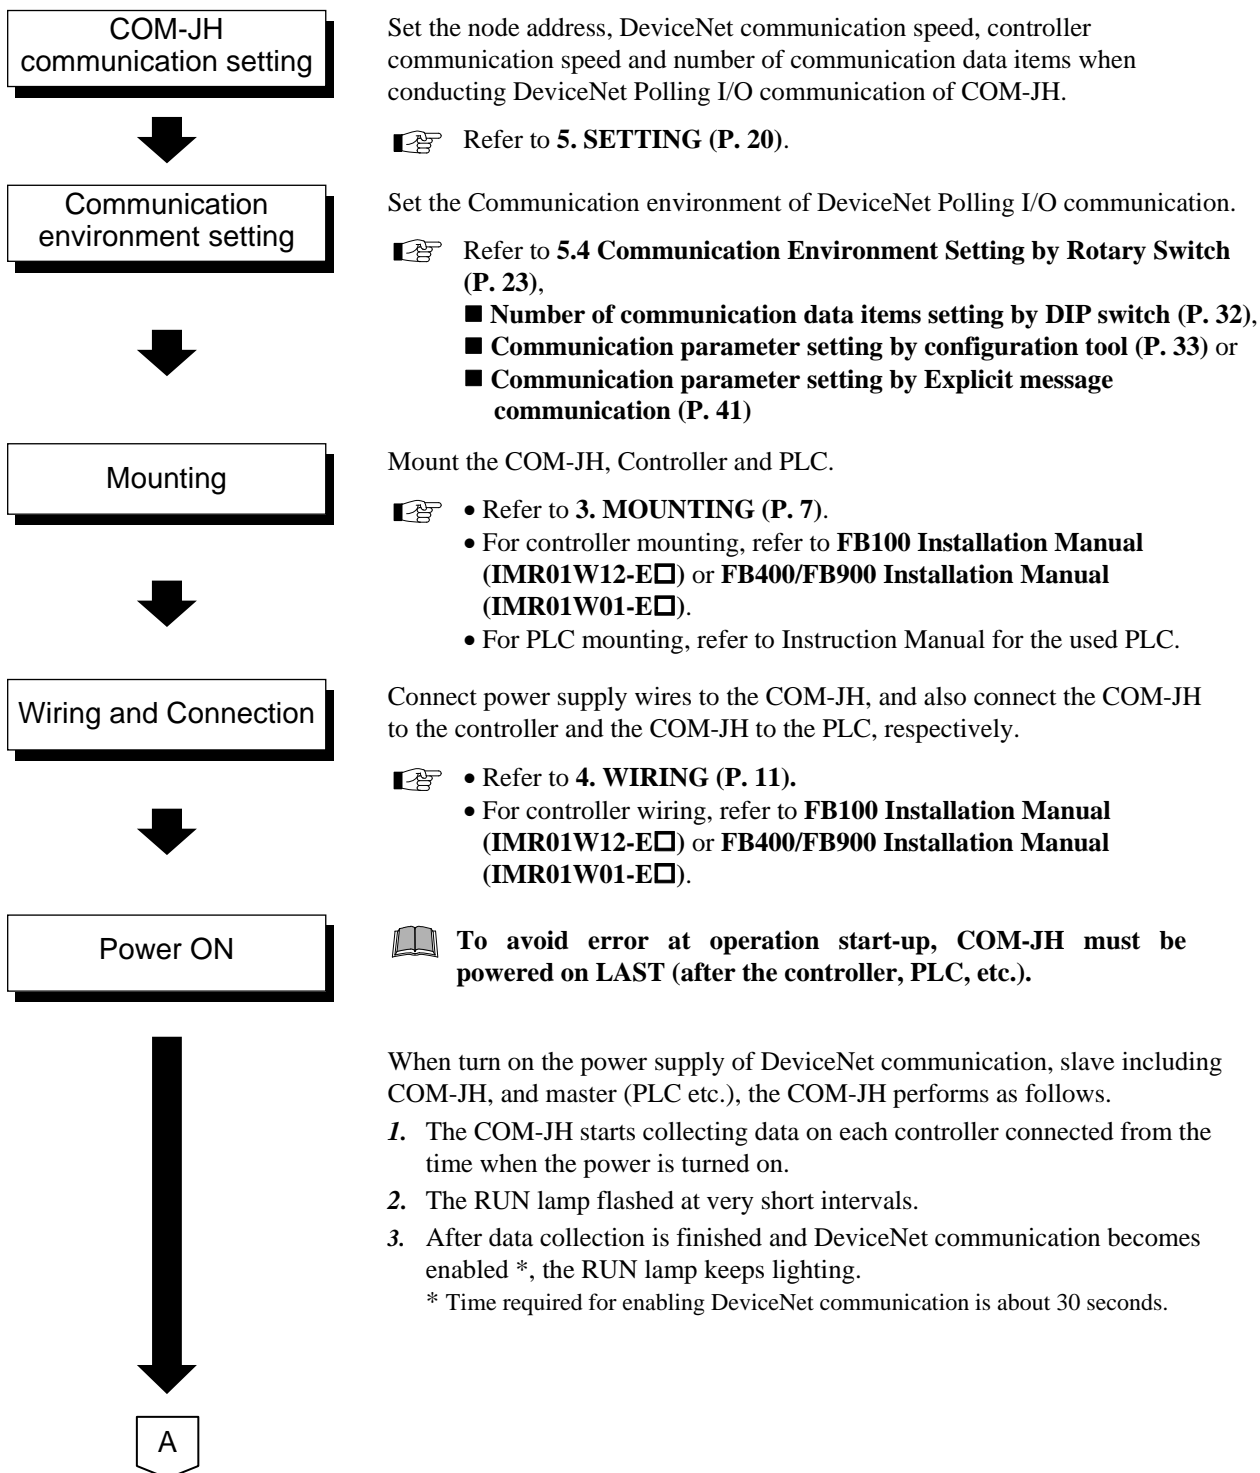 COM-JH
communication setting
Set the node address, DeviceNet communication speed, controller
communication speed and number of communication data items when
conducting DeviceNet Polling I/O communication of COM-JH.
Refer to 5. SETTING (P. 20).
Communication
environment setting
Set the Communication environment of DeviceNet Polling I/O communication.
Refer to 5.4 Communication Environment Setting by Rotary Switch
(P. 23),
■ Number of communication data items setting by DIP switch (P. 32),
■ Communication parameter setting by configuration tool (P. 33) or
■ Communication parameter setting by Explicit message
communication (P. 41)
Mounting
Mount the COM-JH, Controller and PLC.
• Refer to 3. MOUNTING (P. 7).
• For controller mounting, refer to FB100 Installation Manual
(IMR01W12-E□) or FB400/FB900 Installation Manual
(IMR01W01-E□).
• For PLC mounting, refer to Instruction Manual for the used PLC.
Wiring and Connection
Connect power supply wires to the COM-JH, and also connect the COM-JH
to the controller and the COM-JH to the PLC, respectively.
• Refer to 4. WIRING (P. 11).
• For controller wiring, refer to FB100 Installation Manual
(IMR01W12-E□) or FB400/FB900 Installation Manual
(IMR01W01-E□).
Power ON
To avoid error at operation start-up, COM-JH must be
powered on LAST (after the controller, PLC, etc.).
When turn on the power supply of DeviceNet communication, slave including
COM-JH, and master (PLC etc.), the COM-JH performs as follows.
1. The COM-JH starts collecting data on each controller connected from the
time when the power is turned on.
2. The RUN lamp flashed at very short intervals.
3. After data collection is finished and DeviceNet communication becomes
enabled *, the RUN lamp keeps lighting.
* Time required for enabling DeviceNet communication is about 30 seconds.
A